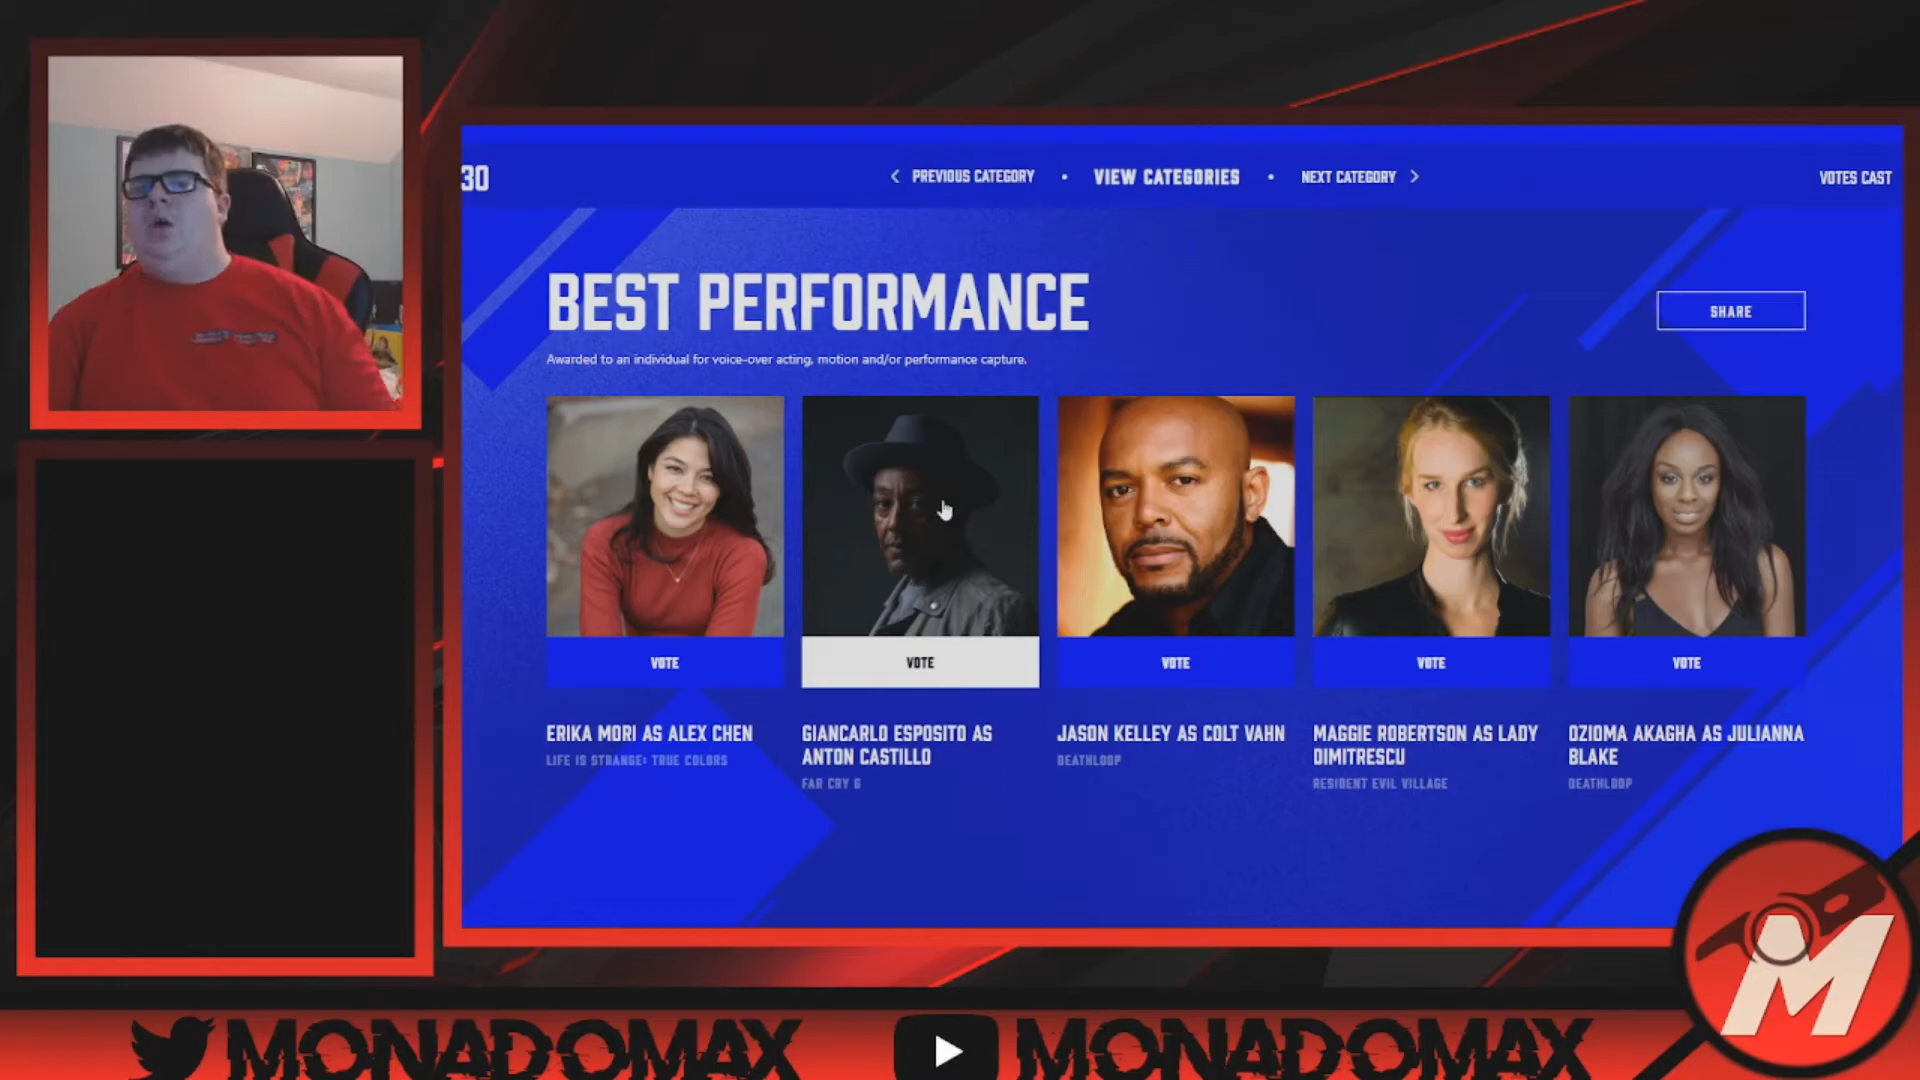 30
PREVIOUS CATEGORY • VIEW CATEGORIES • NEXT CATEGORY
VOTES CAST
BEST PERFORMANCE
SHARE
Awarded to an individual for voice-over acting, motion and/or performance capture.
VOTE
VOTE
VOTE
VOTE
VOTE
ERIKA MORI AS ALEX CHEN
LIFE IS STRANGE: TRUE COLORS
GIANCARLO ESPOSITO AS
ANTON CASTILLO
FAR CRY 6
JASON KELLEY AS COLT VAHN
DEATHLOOP
MAGGIE ROBERTSON AS LADY
DIMITRESCU
RESIDENT EVIL VILLAGE
OZIOMA AKAGHA AS JULIANNA
BLAKE
DEATHLOOP
M
MONADOMAX
MONADOMAX